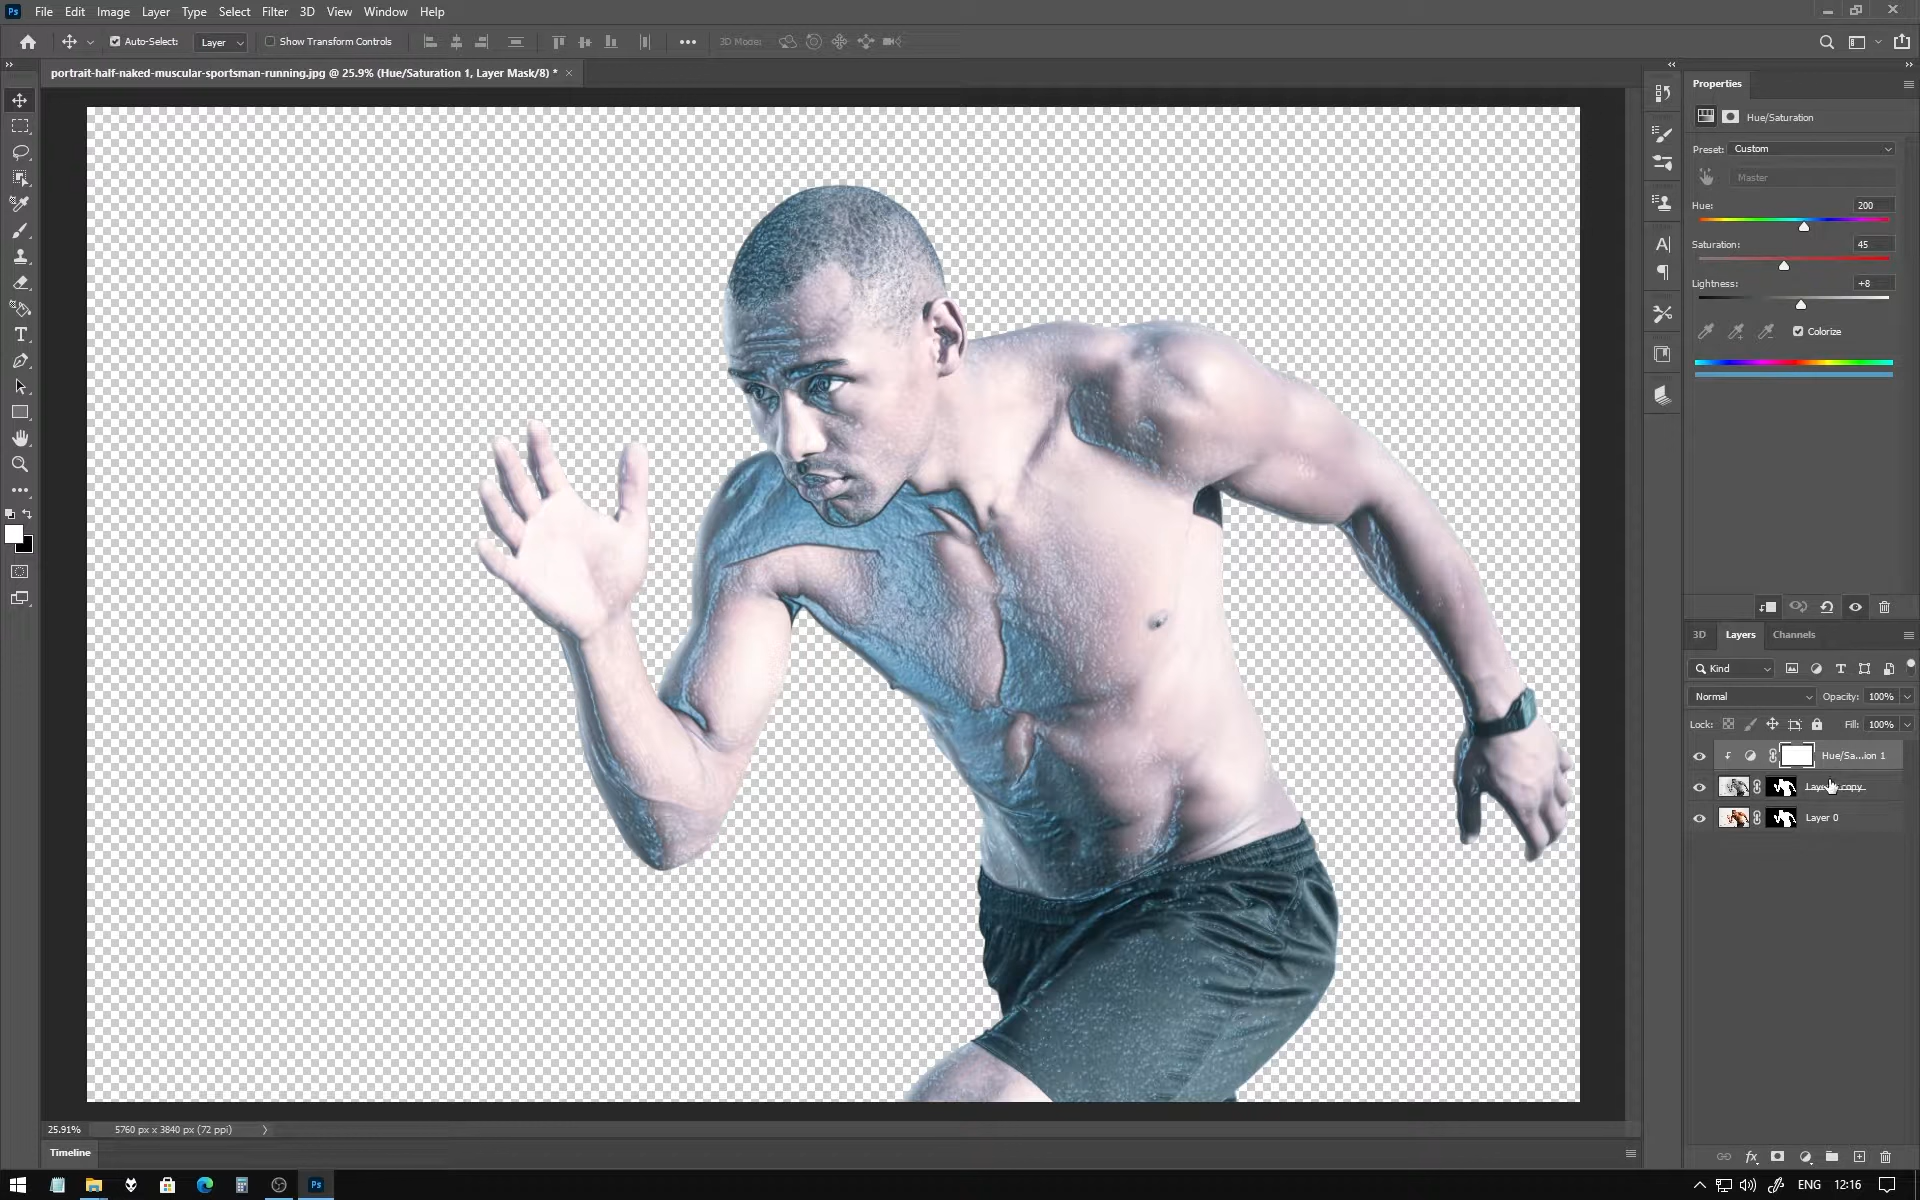 Ps File Edit Image Layer Type Select Filter 3D View Window Help
Auto-Select: Layer Show Transform Controls 3D Mode:
portrait-half-naked-muscular-sportsman-running.jpg @ 25.9% (Hue/Saturation 1, Layer Mask/8) *
Properties
Hue/Saturation
Preset: Custom
Master
Hue: 200
Saturation: 45
Lightness: +8
Colorize
3D Layers Channels
Kind
Normal Opacity: 100%
Lock: Fill: 100%
Hue/Sa...ion 1
copy
Layer 0
25.91% 5760 px x 3840 px (72 ppi)
Timeline
Ps ENG 12:16